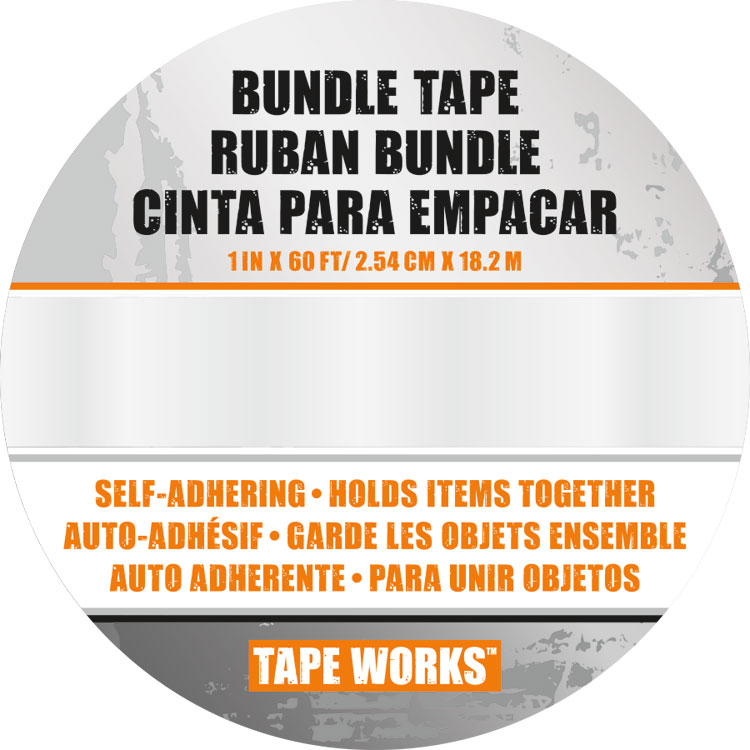 BUNDLE TAPE
RUBAN BUNDLE
CINTA PARA EMPACAR
1 IN X 60 FT/ 2.54 CM X 18.2 M
SELF-ADHERING • HOLDS ITEMS TOGETHER
AUTO-ADHÉSIF • GARDE LES OBJETS ENSEMBLE
AUTO ADHERENTE • PARA UNIR OBJETOS
TAPE WORKS™